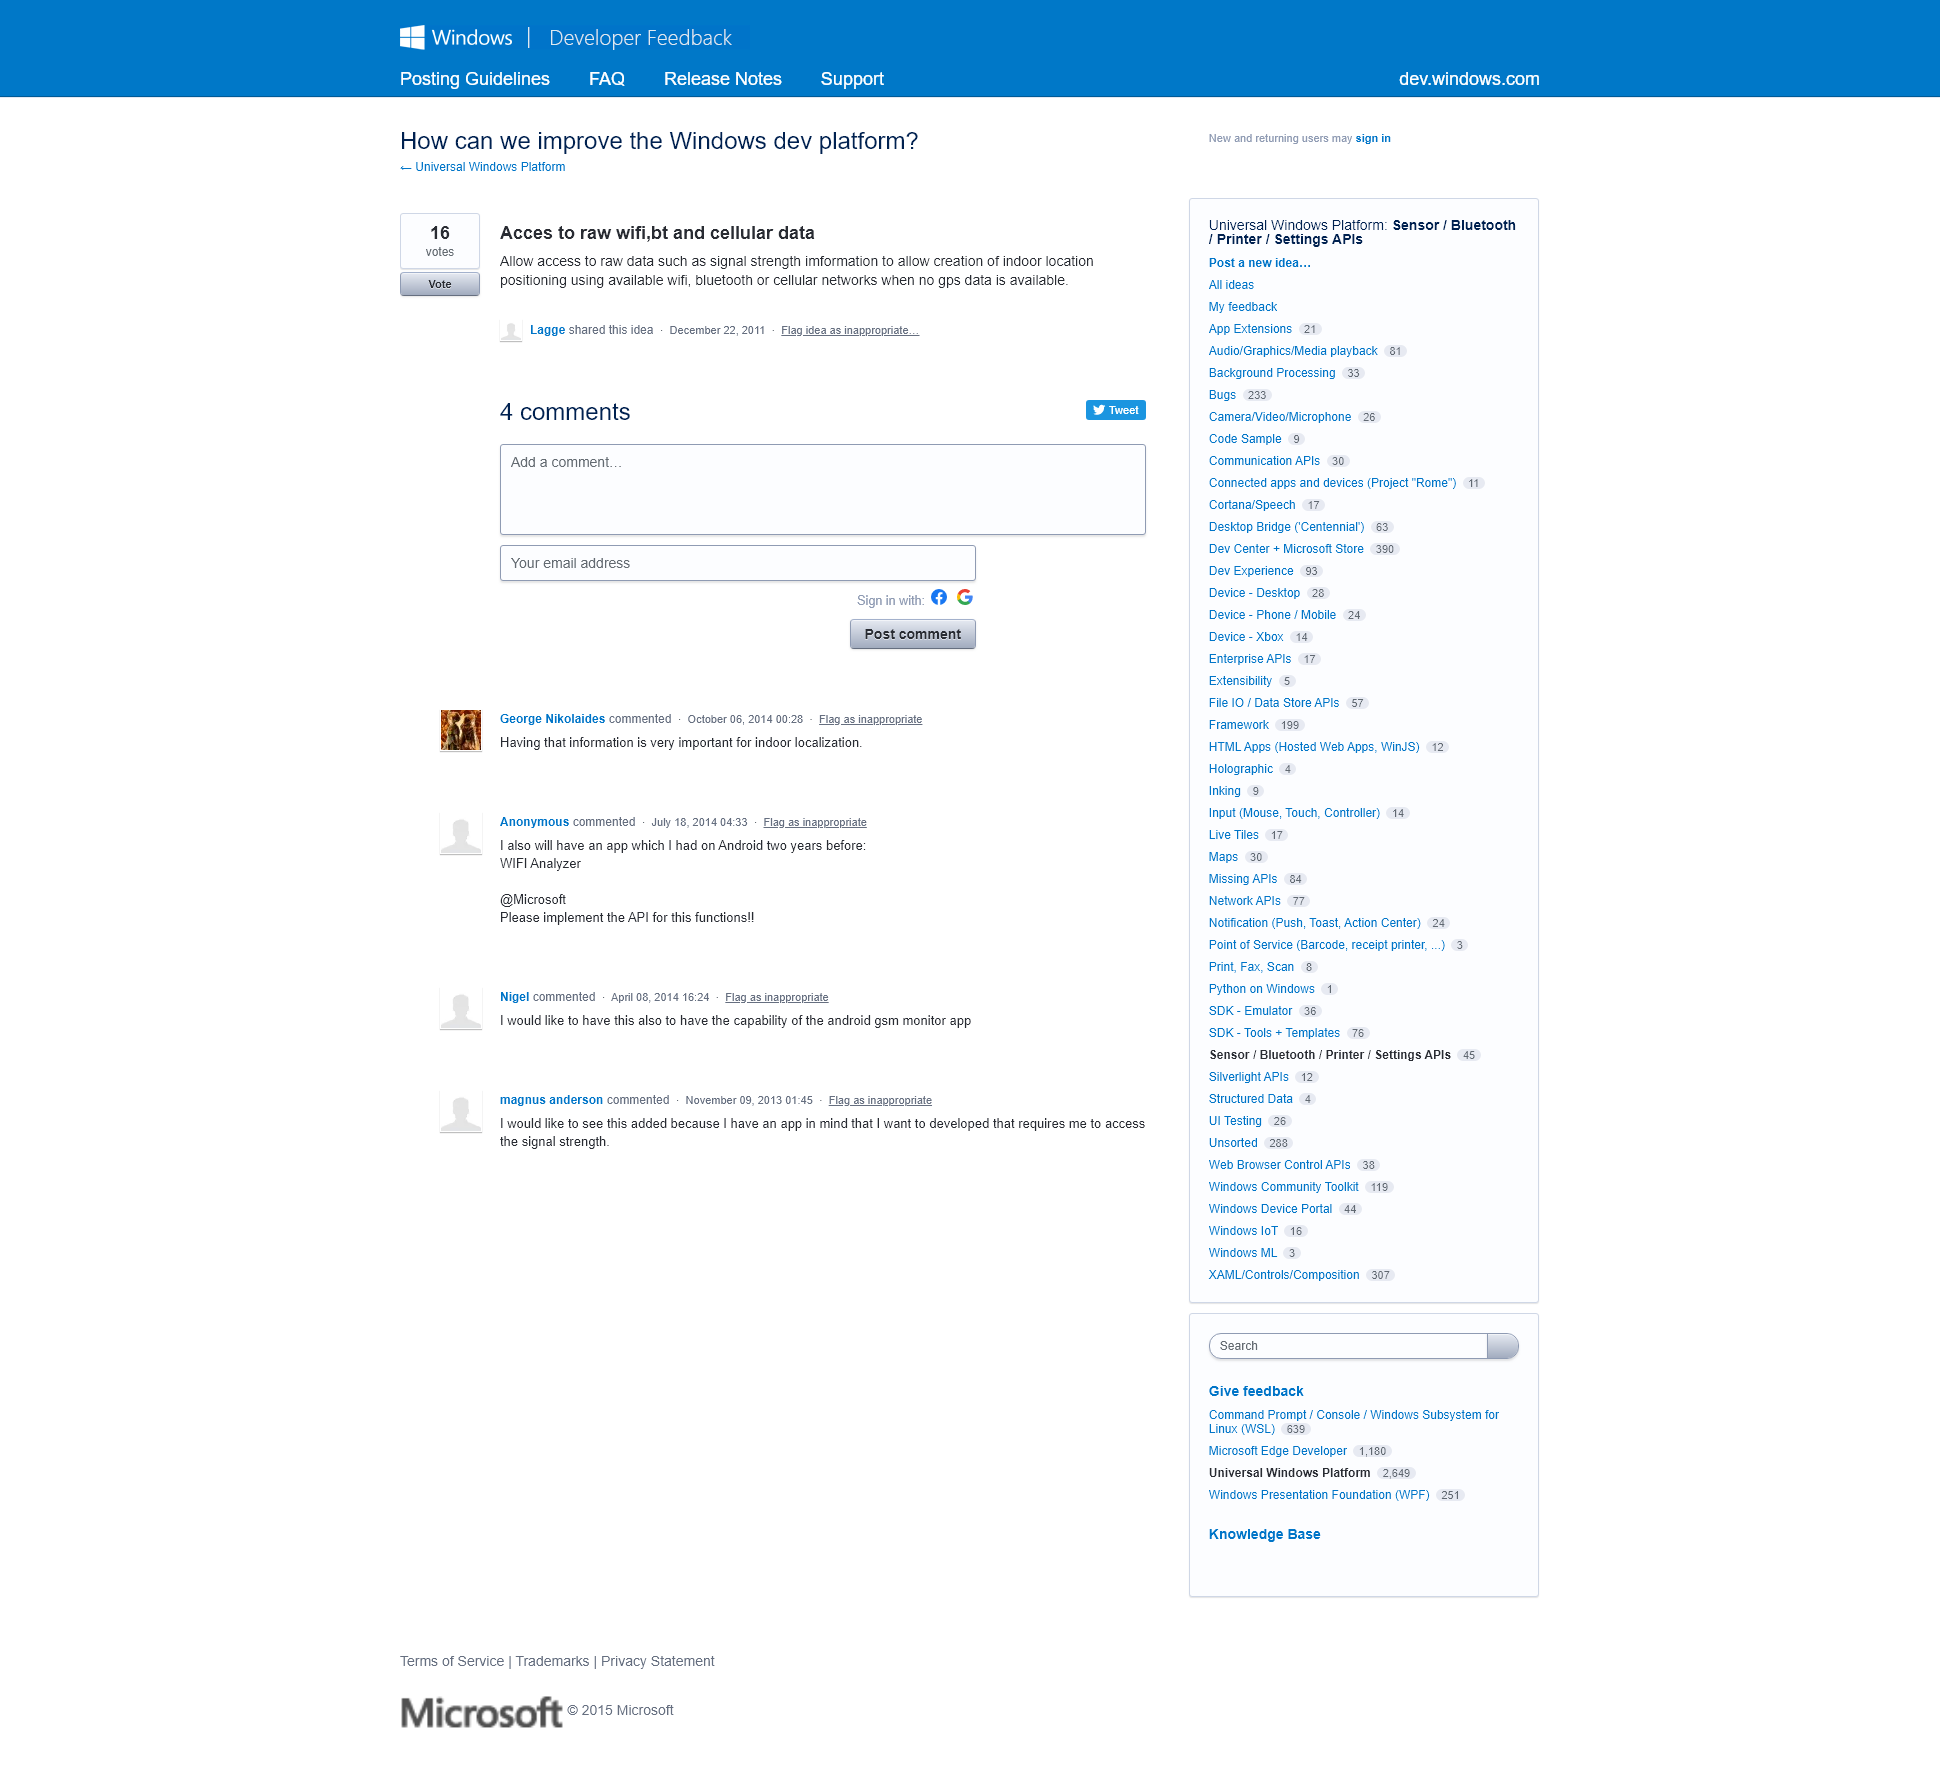 Windows | Developer Feedback
Posting Guidelines FAQ Release Notes Support dev.windows.com
How can we improve the Windows dev platform?
← Universal Windows Platform
New and returning users may sign in
16
votes
Vote
Acces to raw wifi,bt and cellular data
Allow access to raw data such as signal strength imformation to allow creation of indoor location
positioning using available wifi, bluetooth or cellular networks when no gps data is available.
Lagge shared this idea · December 22, 2011 · Flag idea as inappropriate…
4 comments
Tweet
Add a comment…
Your email address
Sign in with:
Post comment
George Nikolaides commented · October 06, 2014 00:28 · Flag as inappropriate
Having that information is very important for indoor localization.
Anonymous commented · July 18, 2014 04:33 · Flag as inappropriate
I also will have an app which I had on Android two years before:
WIFI Analyzer
@Microsoft
Please implement the API for this functions!!
Nigel commented · April 08, 2014 16:24 · Flag as inappropriate
I would like to have this also to have the capability of the android gsm monitor app
magnus anderson commented · November 09, 2013 01:45 · Flag as inappropriate
I would like to see this added because I have an app in mind that I want to developed that requires me to access
the signal strength.
Universal Windows Platform: Sensor / Bluetooth
/ Printer / Settings APIs
Post a new idea…
All ideas
My feedback
App Extensions 21
Audio/Graphics/Media playback 81
Background Processing 33
Bugs 233
Camera/Video/Microphone 26
Code Sample 9
Communication APIs 30
Connected apps and devices (Project "Rome") 11
Cortana/Speech 17
Desktop Bridge ('Centennial') 63
Dev Center + Microsoft Store 390
Dev Experience 93
Device - Desktop 28
Device - Phone / Mobile 24
Device - Xbox 14
Enterprise APIs 17
Extensibility 5
File IO / Data Store APIs 57
Framework 199
HTML Apps (Hosted Web Apps, WinJS) 12
Holographic 4
Inking 9
Input (Mouse, Touch, Controller) 14
Live Tiles 17
Maps 30
Missing APIs 84
Network APIs 77
Notification (Push, Toast, Action Center) 24
Point of Service (Barcode, receipt printer, ...) 3
Print, Fax, Scan 8
Python on Windows 1
SDK - Emulator 36
SDK - Tools + Templates 76
Sensor / Bluetooth / Printer / Settings APIs 45
Silverlight APIs 12
Structured Data 4
UI Testing 26
Unsorted 288
Web Browser Control APIs 38
Windows Community Toolkit 119
Windows Device Portal 44
Windows IoT 16
Windows ML 3
XAML/Controls/Composition 307
Search
Give feedback
Command Prompt / Console / Windows Subsystem for
Linux (WSL) 639
Microsoft Edge Developer 1,180
Universal Windows Platform 2,649
Windows Presentation Foundation (WPF) 251
Knowledge Base
Terms of Service | Trademarks | Privacy Statement
Microsoft © 2015 Microsoft